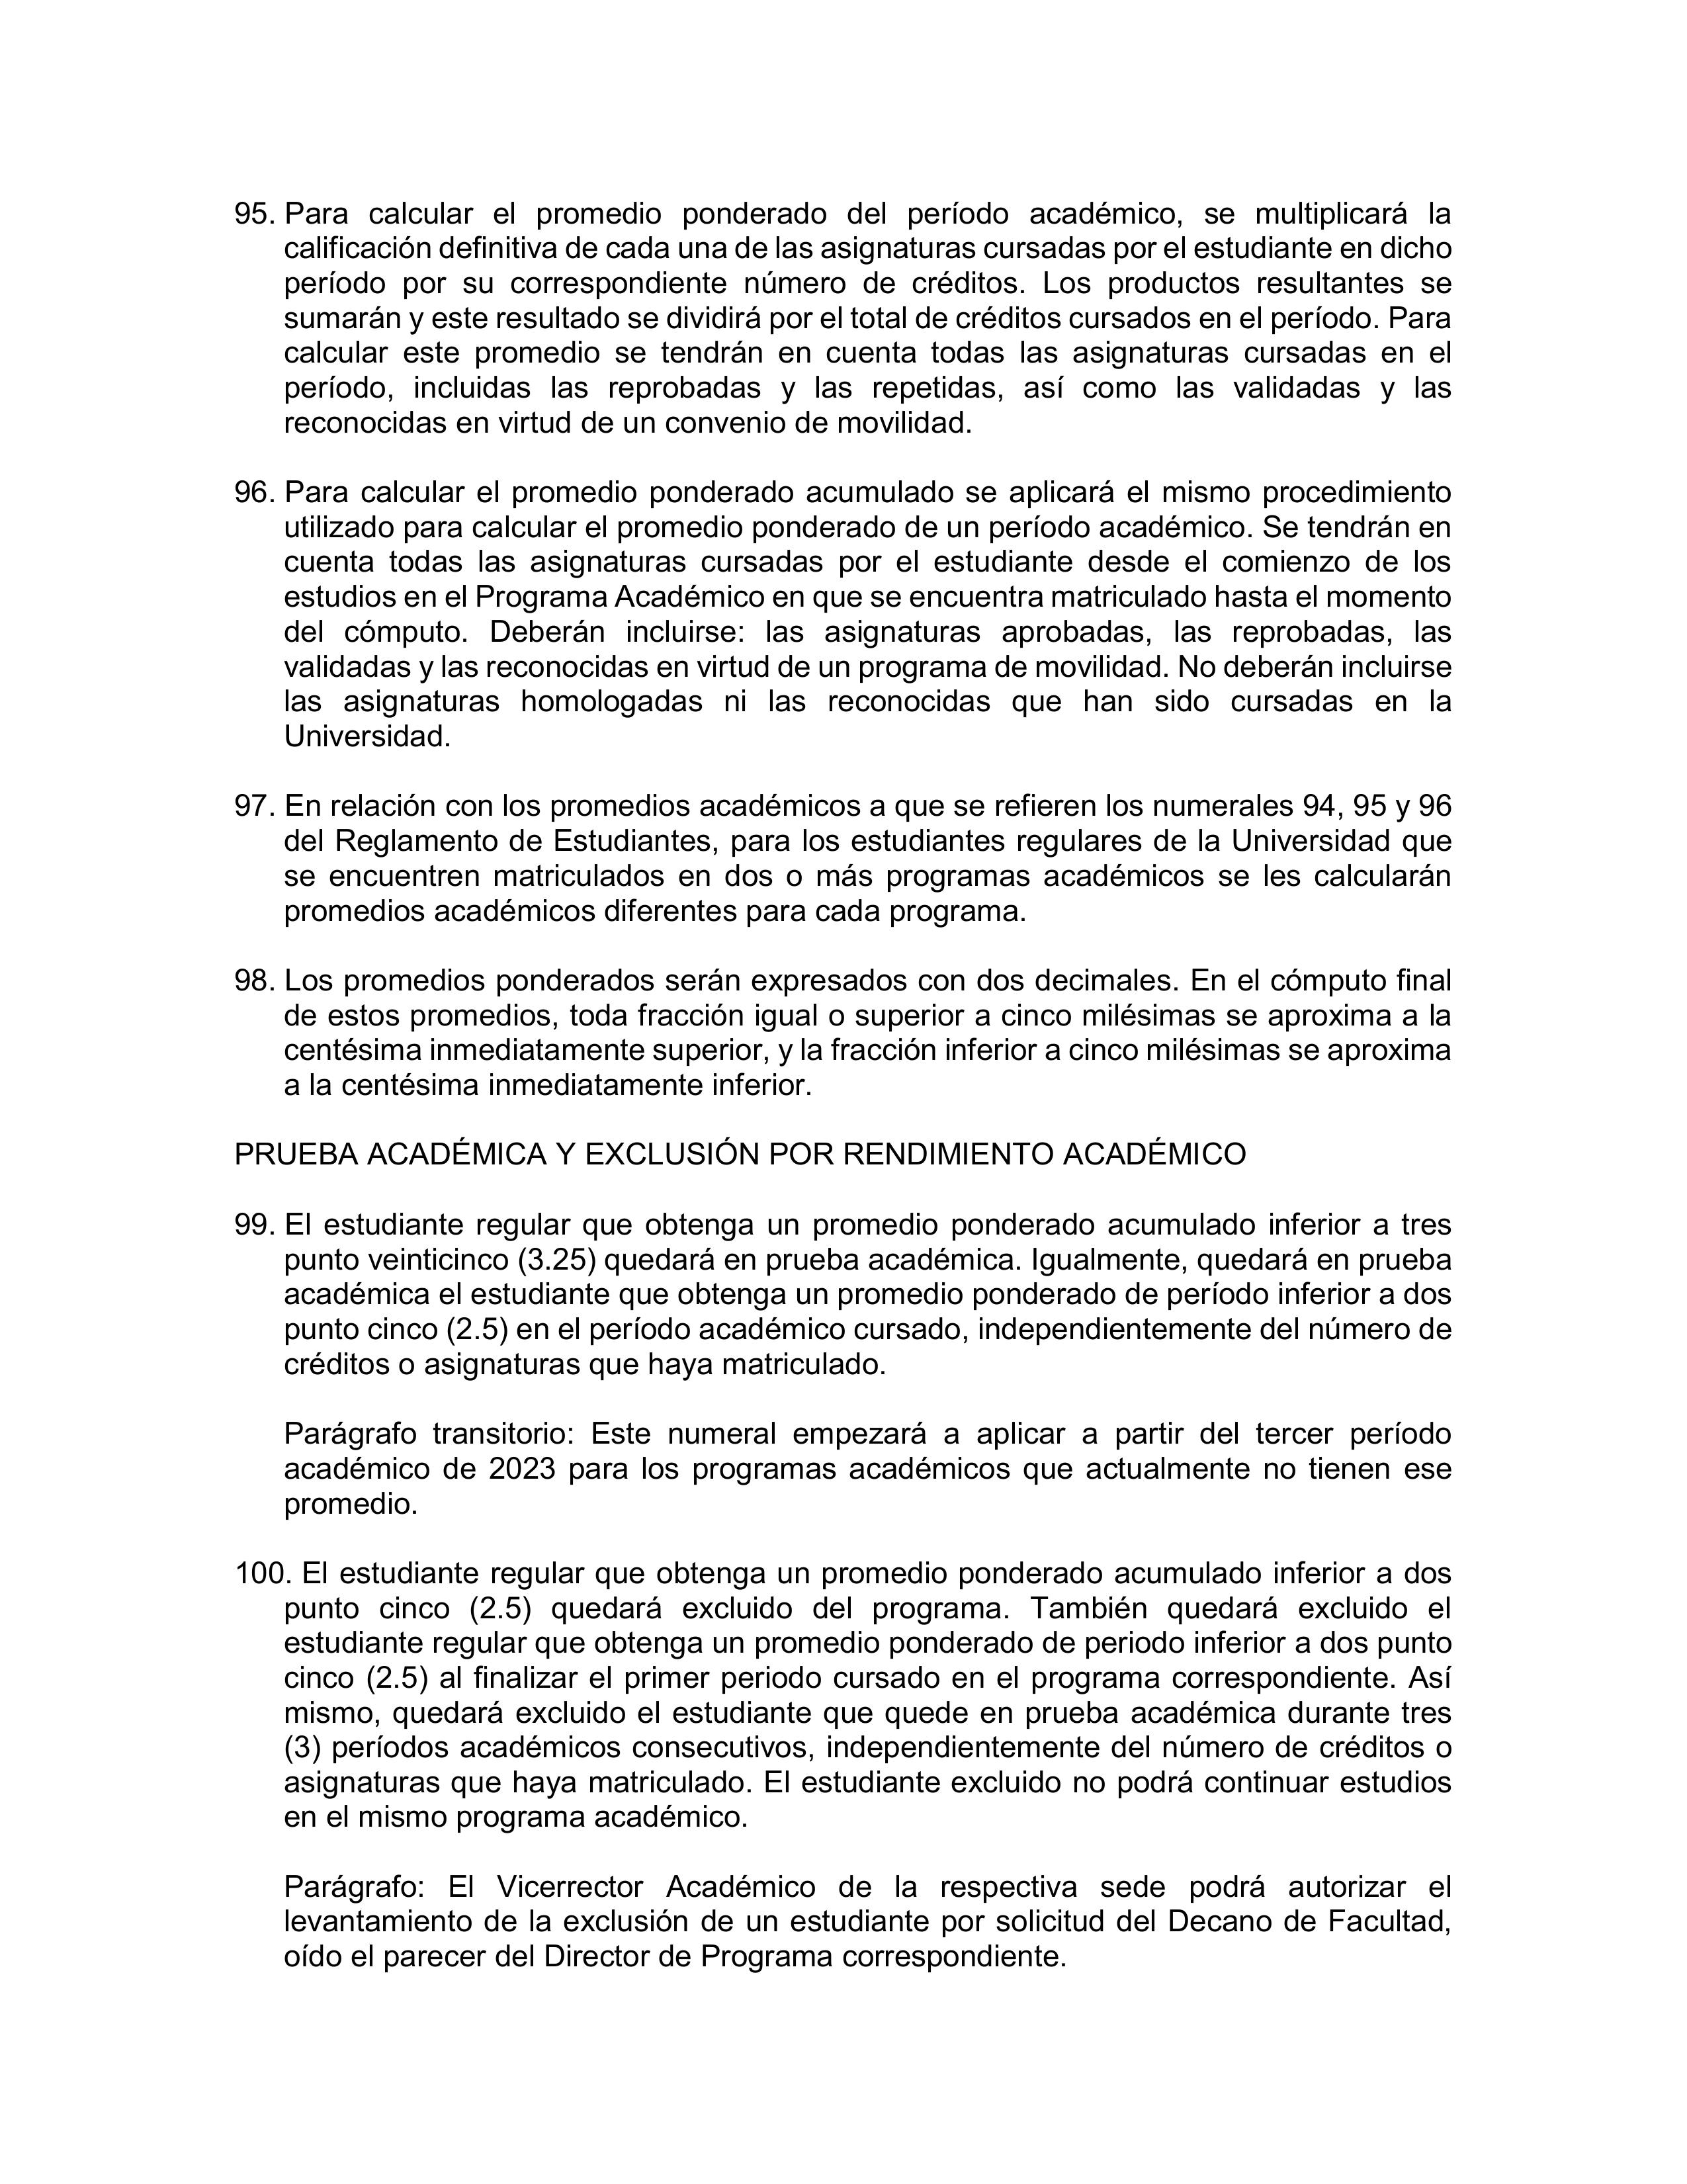 95. Para calcular el promedio ponderado del período académico, se multiplicará la
calificación definitiva de cada una de las asignaturas cursadas por el estudiante en dicho
período por su correspondiente número de créditos. Los productos resultantes se
sumarán y este resultado se dividirá por el total de créditos cursados en el período. Para
calcular este promedio se tendrán en cuenta todas las asignaturas cursadas en el
período, incluidas las reprobadas y las repetidas, así como las validadas y las
reconocidas en virtud de un convenio de movilidad.
96. Para calcular el promedio ponderado acumulado se aplicará el mismo procedimiento
utilizado para calcular el promedio ponderado de un período académico. Se tendrán en
cuenta todas las asignaturas cursadas por el estudiante desde el comienzo de los
estudios en el Programa Académico en que se encuentra matriculado hasta el momento
del cómputo. Deberán incluirse: las asignaturas aprobadas, las reprobadas, las
validadas y las reconocidas en virtud de un programa de movilidad. No deberán incluirse
las asignaturas homologadas ni las reconocidas que han sido cursadas en la
Universidad.
97. En relación con los promedios académicos a que se refieren los numerales 94, 95 y 96
del Reglamento de Estudiantes, para los estudiantes regulares de la Universidad que
se encuentren matriculados en dos o más programas académicos se les calcularán
promedios académicos diferentes para cada programa.
98. Los promedios ponderados serán expresados con dos decimales. En el cómputo final
de estos promedios, toda fracción igual o superior a cinco milésimas se aproxima a la
centésima inmediatamente superior, y la fracción inferior a cinco milésimas se aproxima
a la centésima inmediatamente inferior.
PRUEBA ACADÉMICA Y EXCLUSIÓN POR RENDIMIENTO ACADÉMICO
99. El estudiante regular que obtenga un promedio ponderado acumulado inferior a tres
punto veinticinco (3.25) quedará en prueba académica. Igualmente, quedará en prueba
académica el estudiante que obtenga un promedio ponderado de período inferior a dos
punto cinco (2.5) en el período académico cursado, independientemente del número de
créditos o asignaturas que haya matriculado.
Parágrafo transitorio: Este numeral empezará a aplicar a partir del tercer período
académico de 2023 para los programas académicos que actualmente no tienen ese
promedio.
100. El estudiante regular que obtenga un promedio ponderado acumulado inferior a dos
punto cinco (2.5) quedará excluido del programa. También quedará excluido el
estudiante regular que obtenga un promedio ponderado de periodo inferior a dos punto
cinco (2.5) al finalizar el primer periodo cursado en el programa correspondiente. Así
mismo, quedará excluido el estudiante que quede en prueba académica durante tres
(3) períodos académicos consecutivos, independientemente del número de créditos o
asignaturas que haya matriculado. El estudiante excluido no podrá continuar estudios
en el mismo programa académico.
Parágrafo: El Vicerrector Académico de la respectiva sede podrá autorizar el
levantamiento de la exclusión de un estudiante por solicitud del Decano de Facultad,
oído el parecer del Director de Programa correspondiente.